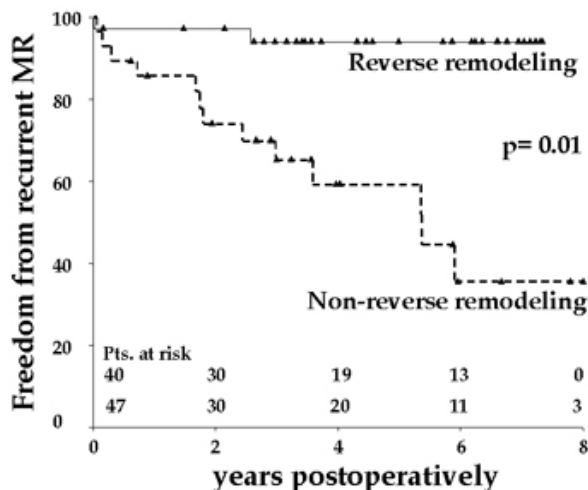 Freedom from recurrent MR
100
80
60
40
20
0
Reverse remodeling
p= 0.01
Non-reverse remodeling
Pts. at risk
40 30 19 13 0
47 30 20 11 3
0 2 4 6 8
years postoperatively